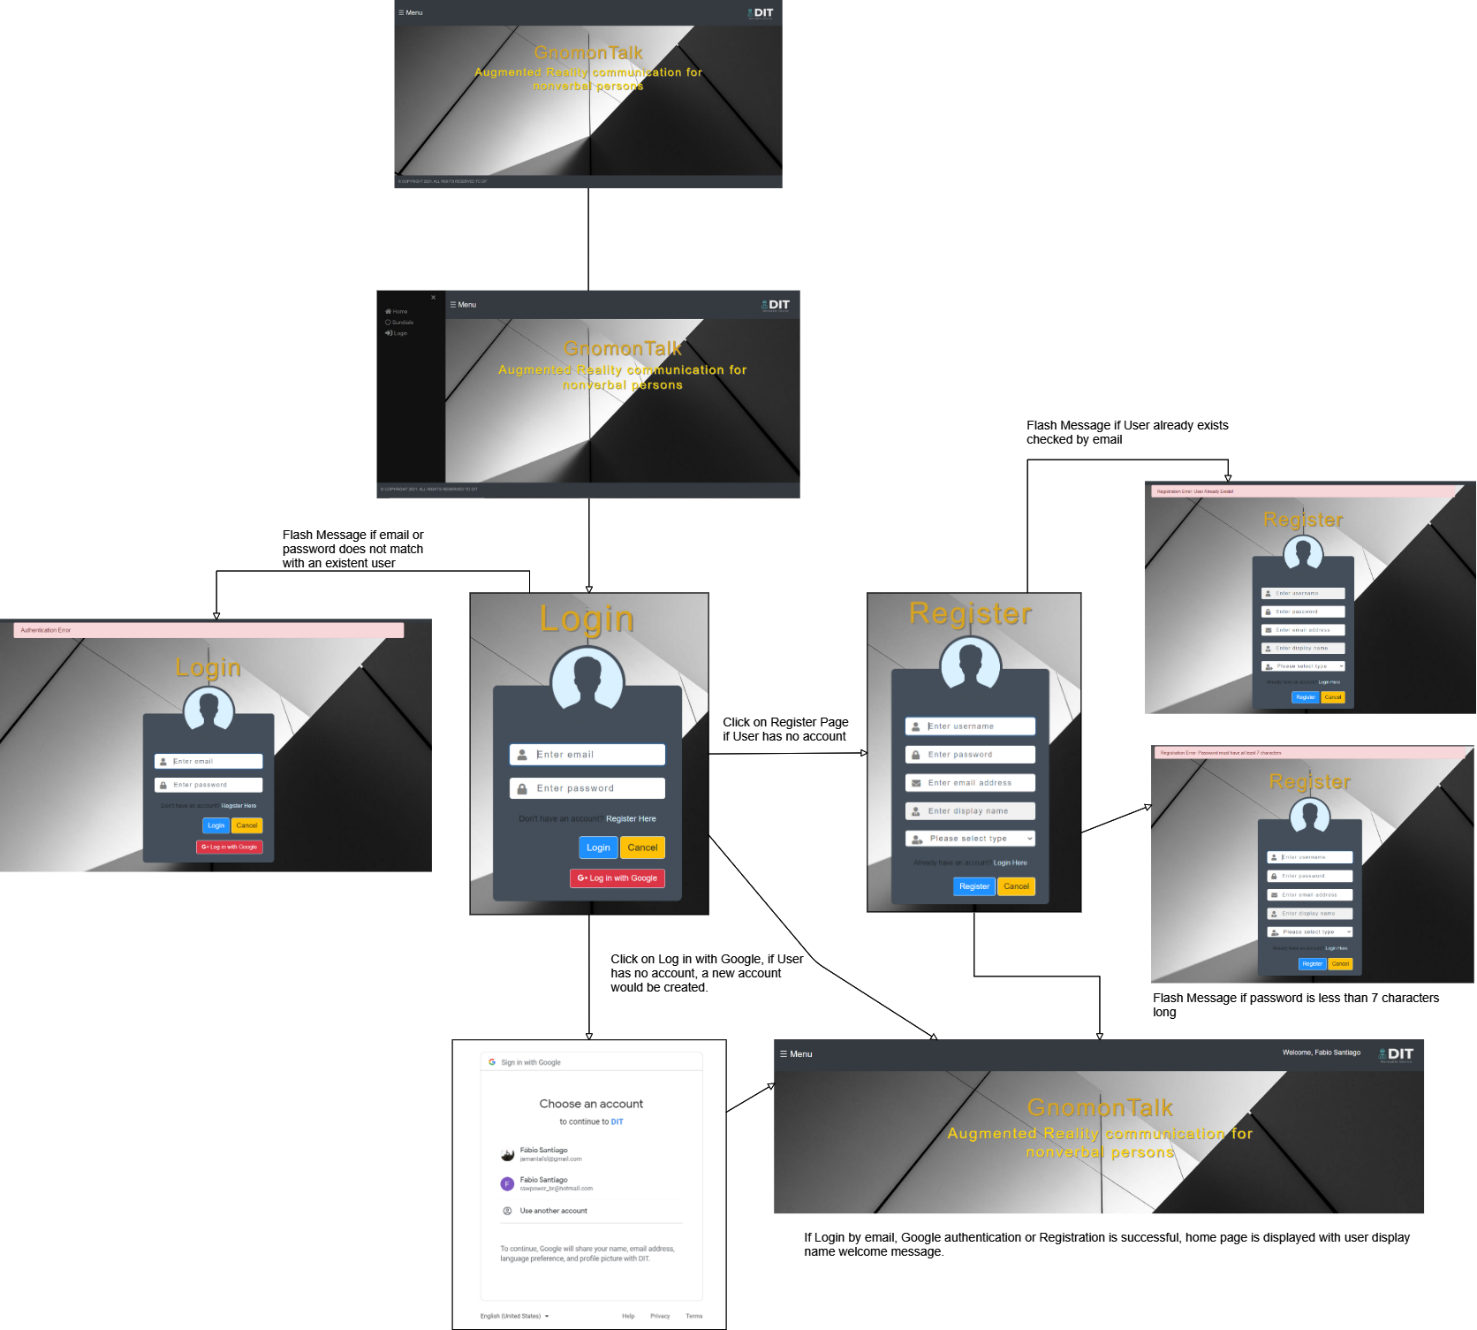 ☰ Menu
DIT
GnomonTalk
Augmented Reality communication for
nonverbal persons
© COPYRIGHT 2021. ALL RIGHTS RESERVED TO DIT
×
Home
Sundials
Login
☰ Menu
DIT
GnomonTalk
Augmented Reality communication for
nonverbal persons
© COPYRIGHT 2021. ALL RIGHTS RESERVED TO DIT
Flash Message if User already exists
checked by email
Registration Error: User Already Exists!
Register
Enter username
Enter password
Enter email address
Enter display name
Please select type
Already have an account? Login Here
Register Cancel
Flash Message if email or
password does not match
with an existent user
Authentication Error
Login
Enter email
Enter password
Don't have an account? Register Here
Login Cancel
G+ Log in with Google
Login
Enter email
Enter password
Don't have an account? Register Here
Login Cancel
G+ Log in with Google
Click on Register Page
if User has no account
Register
Enter username
Enter password
Enter email address
Enter display name
Please select type
Already have an account? Login Here
Register Cancel
Registration Error: Password must have at least 7 characters
Register
Enter username
Enter password
Enter email address
Enter display name
Please select type
Already have an account? Login Here
Register Cancel
Flash Message if password is less than 7 characters
long
Click on Log in with Google, if User
has no account, a new account
would be created.
G Sign in with Google
Choose an account
to continue to DIT
Fábio Santiago
F
Fabio Santiago
Use another account
To continue, Google will share your name, email address,
language preference, and profile picture with DIT.
English (United States)
Help Privacy Terms
☰ Menu
Welcome, Fabio Santiago
DIT
GnomonTalk
Augmented Reality communication for
nonverbal persons
If Login by email, Google authentication or Registration is successful, home page is displayed with user display
name welcome message.